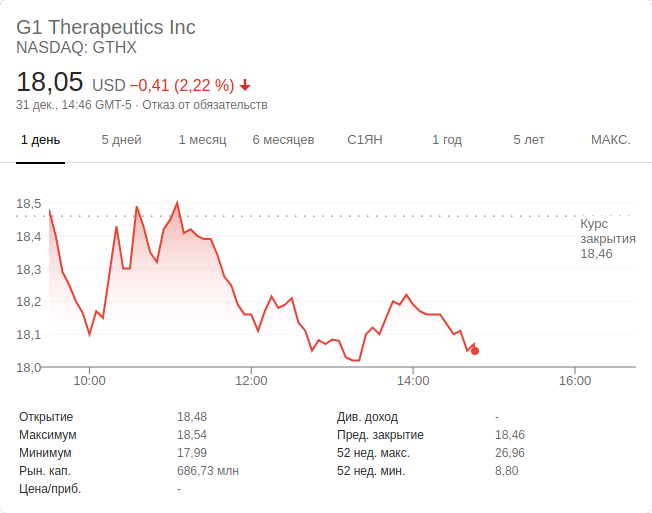 G1 Therapeutics Inc
NASDAQ: GTHX
18,05 USD −0,41 (2,22 %)
31 дек., 14:46 GMT-5 · Отказ от обязательств
1 день 5 дней 1 месяц 6 месяцев С1ЯН 1 год 5 лет МАКС.
18,5
18,4
18,3
18,2
18,1
18,0
Курс
закрытия
18,46
10:00 12:00 14:00 16:00
Открытие 18,48 Див. доход -
Максимум 18,54 Пред. закрытие 18,46
Минимум 17,99 52 нед. макс. 26,96
Рын. кап. 686,73 млн 52 нед. мин. 8,80
Цена/приб. -